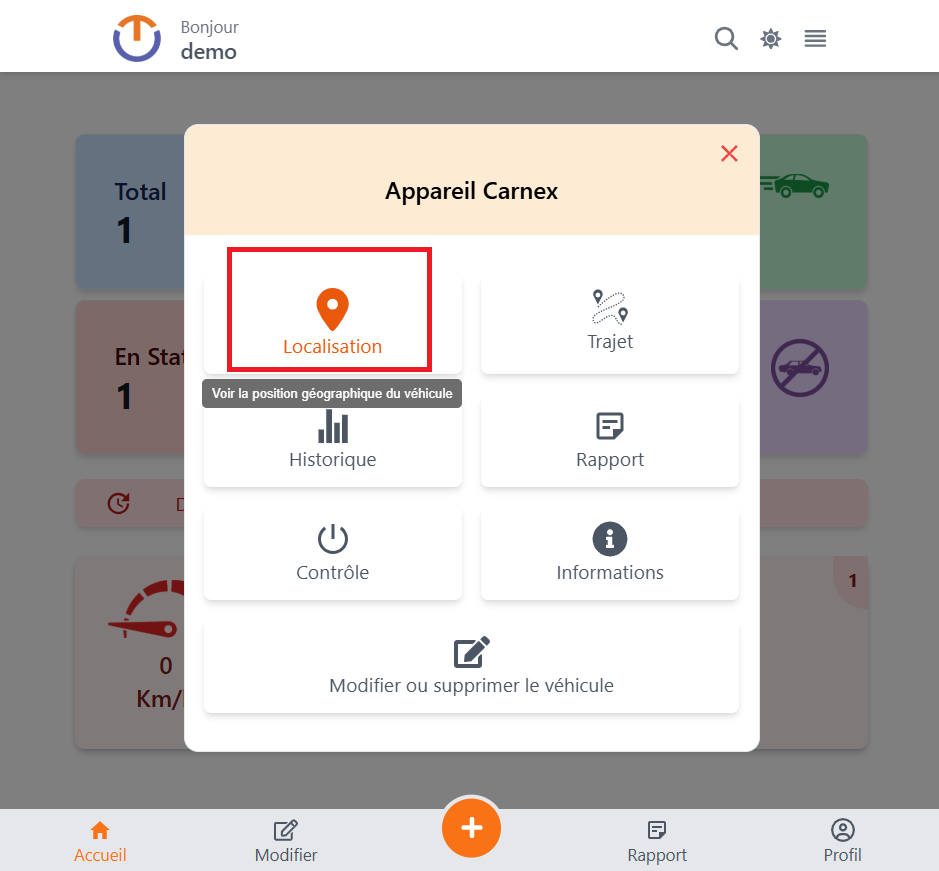 Bonjour
demo
Appareil Carnex
Total
1
Localisation
Trajet
Voir la position géographique du véhicule
En Stat
1
Historique
Rapport
Contrôle
Informations
1
0
Km/
Modifier ou supprimer le véhicule
Accueil
Modifier
Rapport
Profil